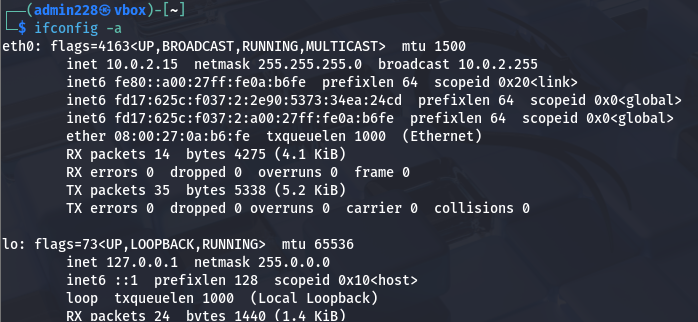 ┌──(admin228㉿vbox)-[~]
└─$ ifconfig -a
eth0: flags=4163<UP,BROADCAST,RUNNING,MULTICAST>  mtu 1500
        inet 10.0.2.15  netmask 255.255.255.0  broadcast 10.0.2.255
        inet6 fe80::a00:27ff:fe0a:b6fe  prefixlen 64  scopeid 0x20<link>
        inet6 fd17:625c:f037:2:2e90:5373:34ea:24cd  prefixlen 64  scopeid 0x0<global>
        inet6 fd17:625c:f037:2:a00:27ff:fe0a:b6fe  prefixlen 64  scopeid 0x0<global>
        ether 08:00:27:0a:b6:fe  txqueuelen 1000  (Ethernet)
        RX packets 14  bytes 4275 (4.1 KiB)
        RX errors 0  dropped 0  overruns 0  frame 0
        TX packets 35  bytes 5338 (5.2 KiB)
        TX errors 0  dropped 0 overruns 0  carrier 0  collisions 0
lo: flags=73<UP,LOOPBACK,RUNNING>  mtu 65536
        inet 127.0.0.1  netmask 255.0.0.0
        inet6 ::1  prefixlen 128  scopeid 0x10<host>
        loop  txqueuelen 1000  (Local Loopback)
        RX packets 24  bytes 1440 (1.4 KiB)